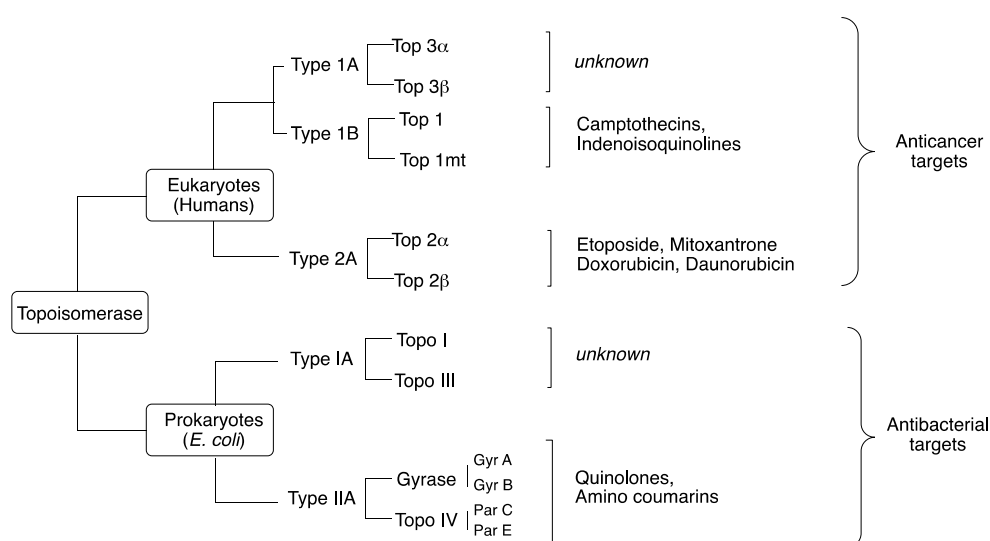 Top 3α
Type 1A
unknown
Top 3β
Top 1
Type 1B
Camptothecins,
Indenoisoquinolines
Top 1mt
Anticancer
targets
Eukaryotes
(Humans)
Top 2α
Type 2A
Etoposide, Mitoxantrone
Doxorubicin, Daunorubicin
Top 2β
Topoisomerase
Topo I
Type IA
unknown
Topo III
Prokaryotes
(E. coli)
Antibacterial
targets
Gyrase
Gyr A
Gyr B
Type IIA
Quinolones,
Amino coumarins
Topo IV
Par C
Par E